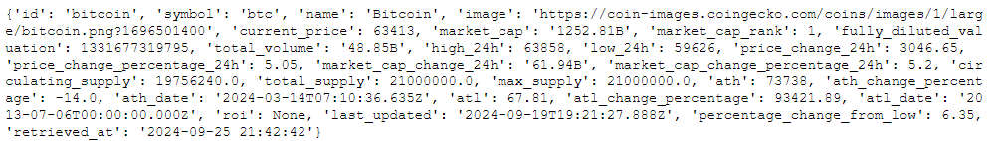 {'id': 'bitcoin', 'symbol': 'btc', 'name': 'Bitcoin', 'image': 'https://coin-images.coingecko.com/coins/images/1/larg
e/bitcoin.png?1696501400', 'current_price': 63413, 'market_cap': '1252.81B', 'market_cap_rank': 1, 'fully_diluted_val
uation': 1331677319795, 'total_volume': '48.85B', 'high_24h': 63858, 'low_24h': 59626, 'price_change_24h': 3046.65,
'price_change_percentage_24h': 5.05, 'market_cap_change_24h': '61.94B', 'market_cap_change_percentage_24h': 5.2, 'cir
culating_supply': 19756240.0, 'total_supply': 21000000.0, 'max_supply': 21000000.0, 'ath': 73738, 'ath_change_percent
age': -14.0, 'ath_date': '2024-03-14T07:10:36.635Z', 'atl': 67.81, 'atl_change_percentage': 93421.89, 'atl_date': '20
13-07-06T00:00:00.000Z', 'roi': None, 'last_updated': '2024-09-19T19:21:27.888Z', 'percentage_change_from_low': 6.35,
'retrieved_at': '2024-09-25 21:42:42'}